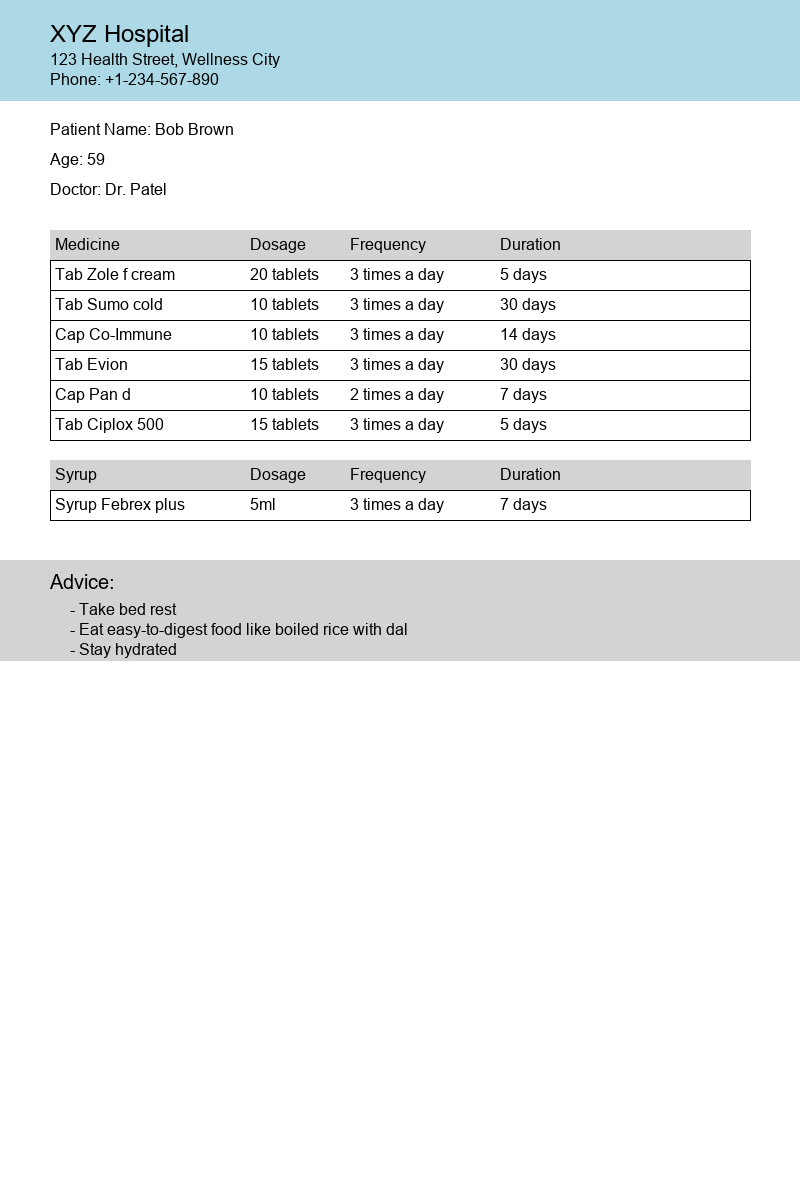 XYZ Hospital
123 Health Street, Wellness City
Phone: +1-234-567-890
Patient Name: Bob Brown
Age: 59
Doctor: Dr. Patel
Medicine Dosage Frequency Duration
Tab Zole f cream 20 tablets 3 times a day 5 days
Tab Sumo cold 10 tablets 3 times a day 30 days
Cap Co-Immune 10 tablets 3 times a day 14 days
Tab Evion 15 tablets 3 times a day 30 days
Cap Pan d 10 tablets 2 times a day 7 days
Tab Ciplox 500 15 tablets 3 times a day 5 days
Syrup Dosage Frequency Duration
Syrup Febrex plus 5ml 3 times a day 7 days
Advice:
- Take bed rest
- Eat easy-to-digest food like boiled rice with dal
- Stay hydrated